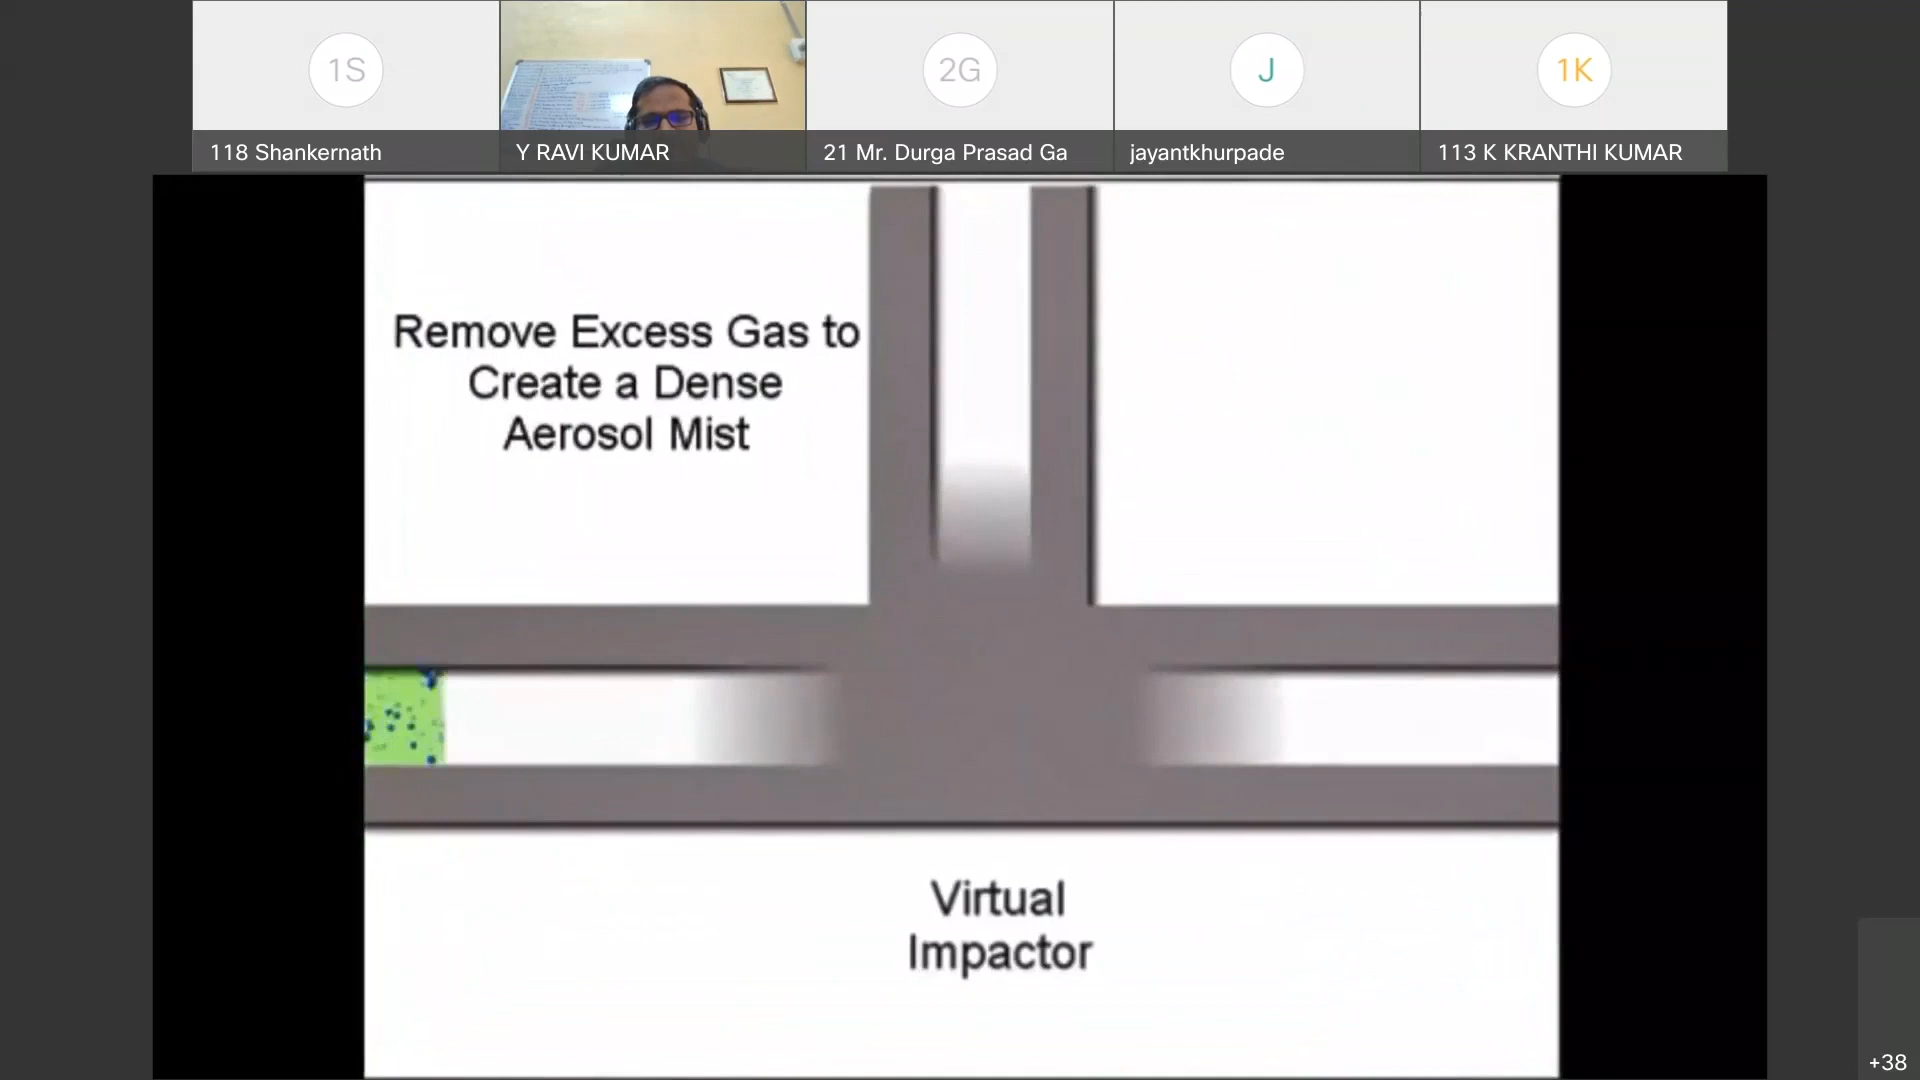 1S
2G
J
1K
118 Shankernath
Y RAVI KUMAR
21 Mr. Durga Prasad Ga
jayantkhurpade
113 K KRANTHI KUMAR
Remove Excess Gas to
Create a Dense
Aerosol Mist
Virtual
Impactor
+38